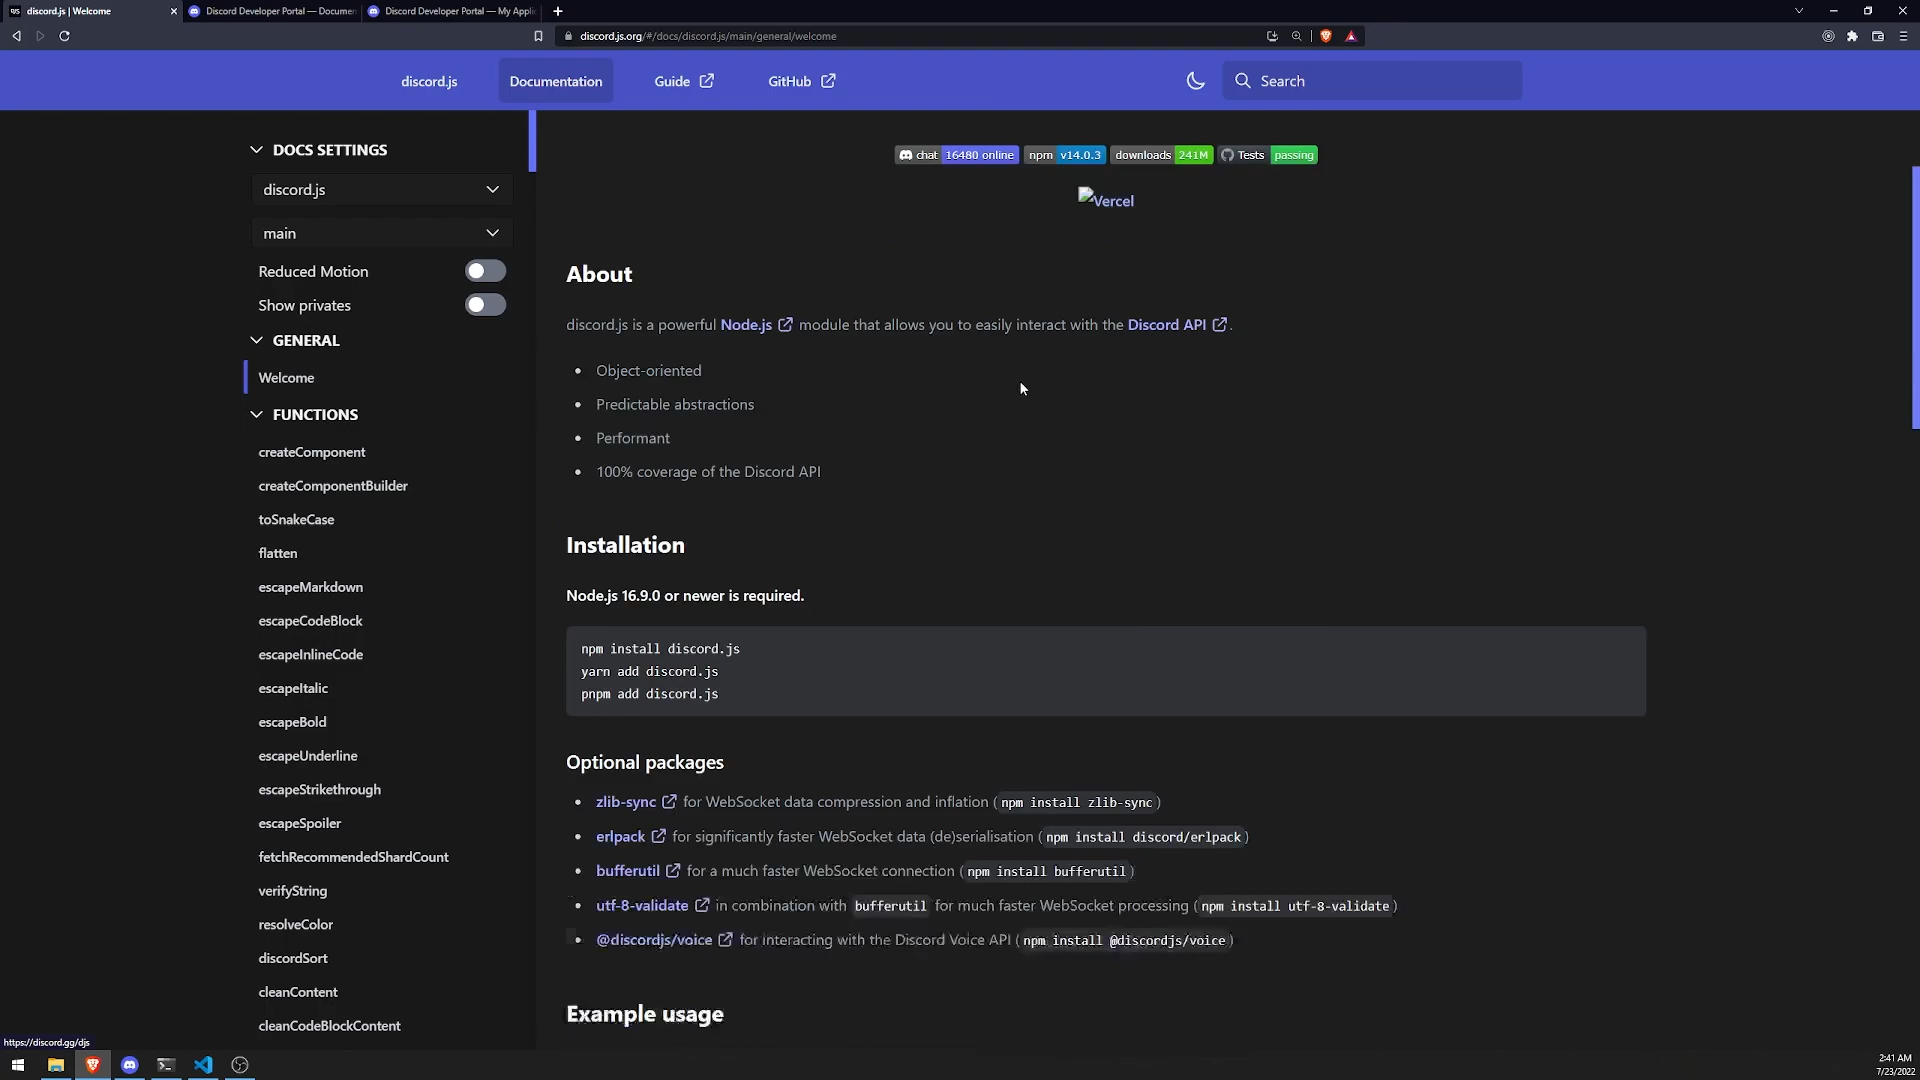 discord.js | Welcome
Discord Developer Portal — Documen
Discord Developer Portal — My Applic
discord.js.org/#/docs/discord.js/main/general/welcome
discord.js
Documentation
Guide
GitHub
Search
DOCS SETTINGS
discord.js
main
Reduced Motion
Show privates
GENERAL
Welcome
FUNCTIONS
createComponent
createComponentBuilder
toSnakeCase
flatten
escapeMarkdown
escapeCodeBlock
escapeInlineCode
escapeItalic
escapeBold
escapeUnderline
escapeStrikethrough
escapeSpoiler
fetchRecommendedShardCount
verifyString
resolveColor
discordSort
cleanContent
cleanCodeBlockContent
chat 16480 online npm v14.0.3 downloads 241M Tests passing
Vercel
About
discord.js is a powerful Node.js module that allows you to easily interact with the Discord API .
• Object-oriented
• Predictable abstractions
• Performant
• 100% coverage of the Discord API
Installation
Node.js 16.9.0 or newer is required.
npm install discord.js
yarn add discord.js
pnpm add discord.js
Optional packages
• zlib-sync for WebSocket data compression and inflation (npm install zlib-sync)
• erlpack for significantly faster WebSocket data (de)serialisation (npm install discord/erlpack)
• bufferutil for a much faster WebSocket connection (npm install bufferutil)
• utf-8-validate in combination with bufferutil for much faster WebSocket processing (npm install utf-8-validate)
• @discordjs/voice for interacting with the Discord Voice API (npm install @discordjs/voice)
Example usage
https://discord.gg/djs
2:41 AM
7/23/2022